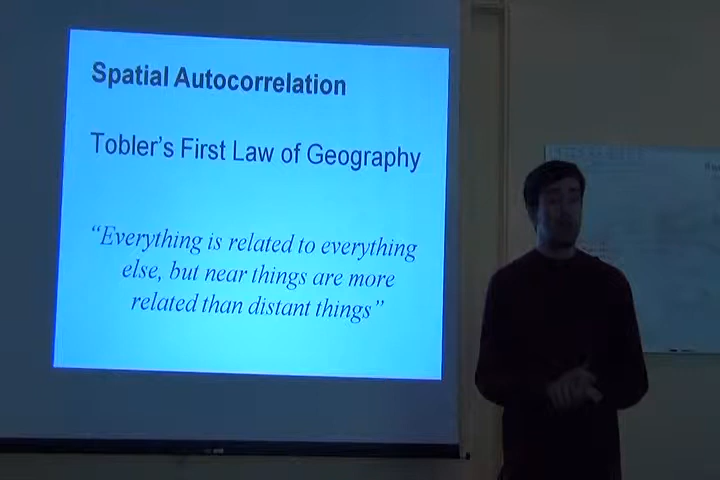 Spatial Autocorrelation
Tobler's First Law of Geography
“Everything is related to everything
else, but near things are more
related than distant things”